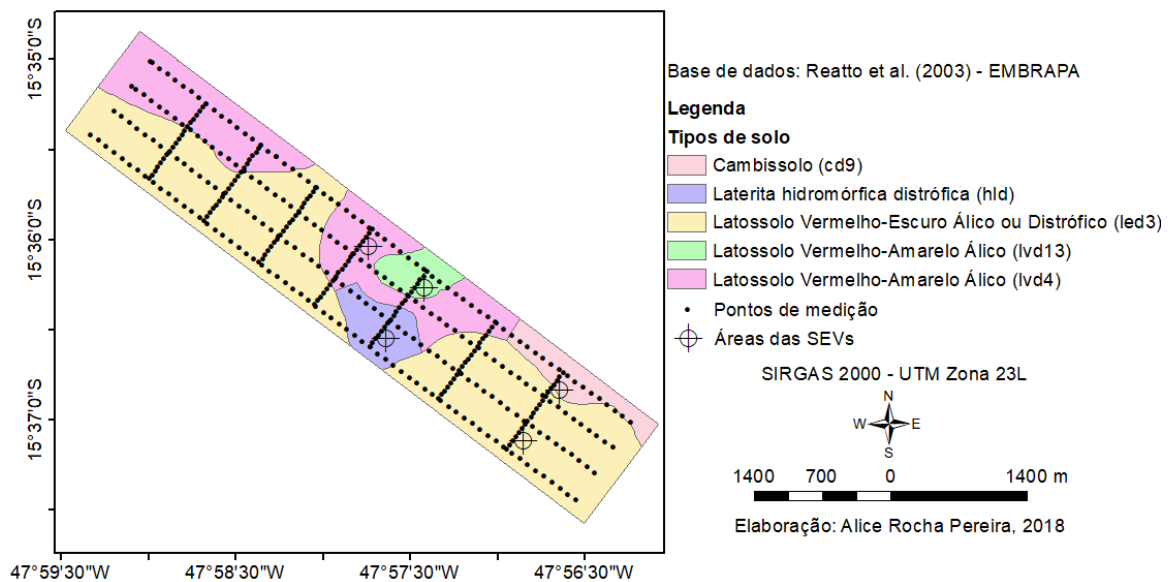 15°35'0"S
15°36'0"S
15°37'0"S
47°59'30"W
47°58'30"W
47°57'30"W
47°56'30"W
Base de dados: Reatto et al. (2003) - EMBRAPA
Legenda
Tipos de solo
Cambissolo (cd9)
Laterita hidromórfica distrófica (hld)
Latossolo Vermelho-Escuro Álico ou Distrófico (led3)
Latossolo Vermelho-Amarelo Álico (lvd13)
Latossolo Vermelho-Amarelo Álico (lvd4)
Pontos de medição
Áreas das SEVs
SIRGAS 2000 - UTM Zona 23L
N
W E
S
1400 700 0 1400 m
Elaboração: Alice Rocha Pereira, 2018